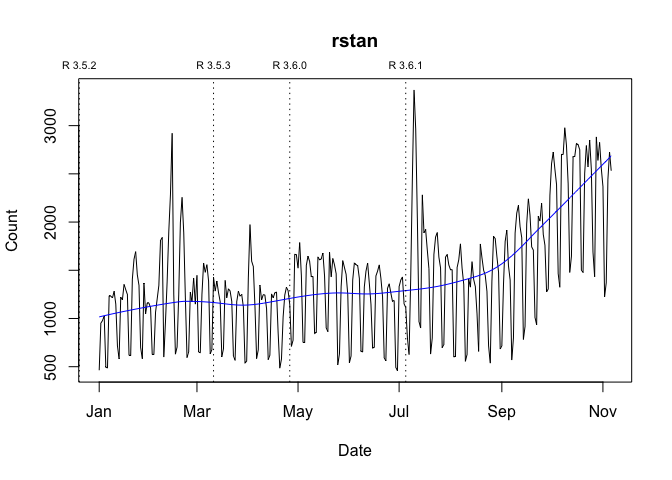 rstan
R 3.5.2 R 3.5.3 R 3.6.0 R 3.6.1
3000
2000
1000
500
Count
Jan Mar May Jul Sep Nov
Date